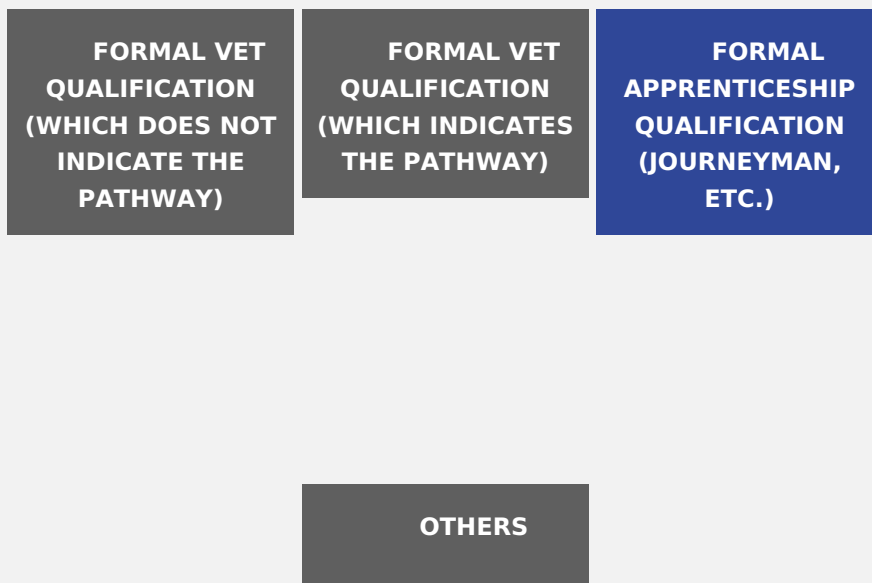 FORMAL VET
QUALIFICATION
(WHICH DOES NOT
INDICATE THE
PATHWAY)
FORMAL VET
QUALIFICATION
(WHICH INDICATES
THE PATHWAY)
FORMAL
APPRENTICESHIP
QUALIFICATION
(JOURNEYMAN,
ETC.)
OTHERS